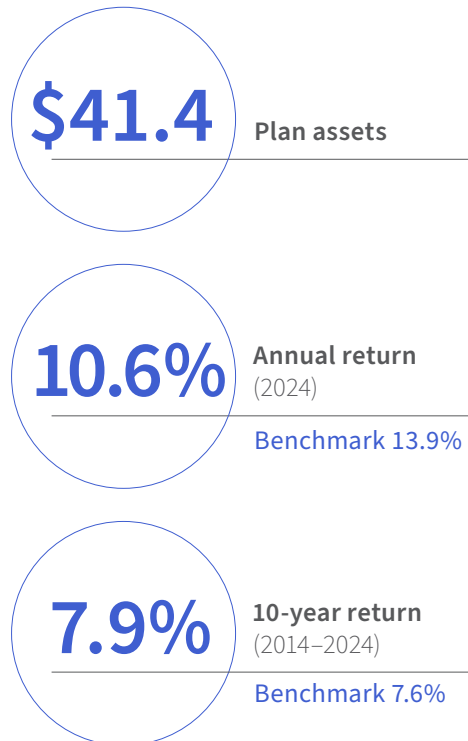 $41.4
Plan assets
10.6%
Annual return
(2024)
Benchmark 13.9%
7.9%
10-year return
(2014–2024)
Benchmark 7.6%